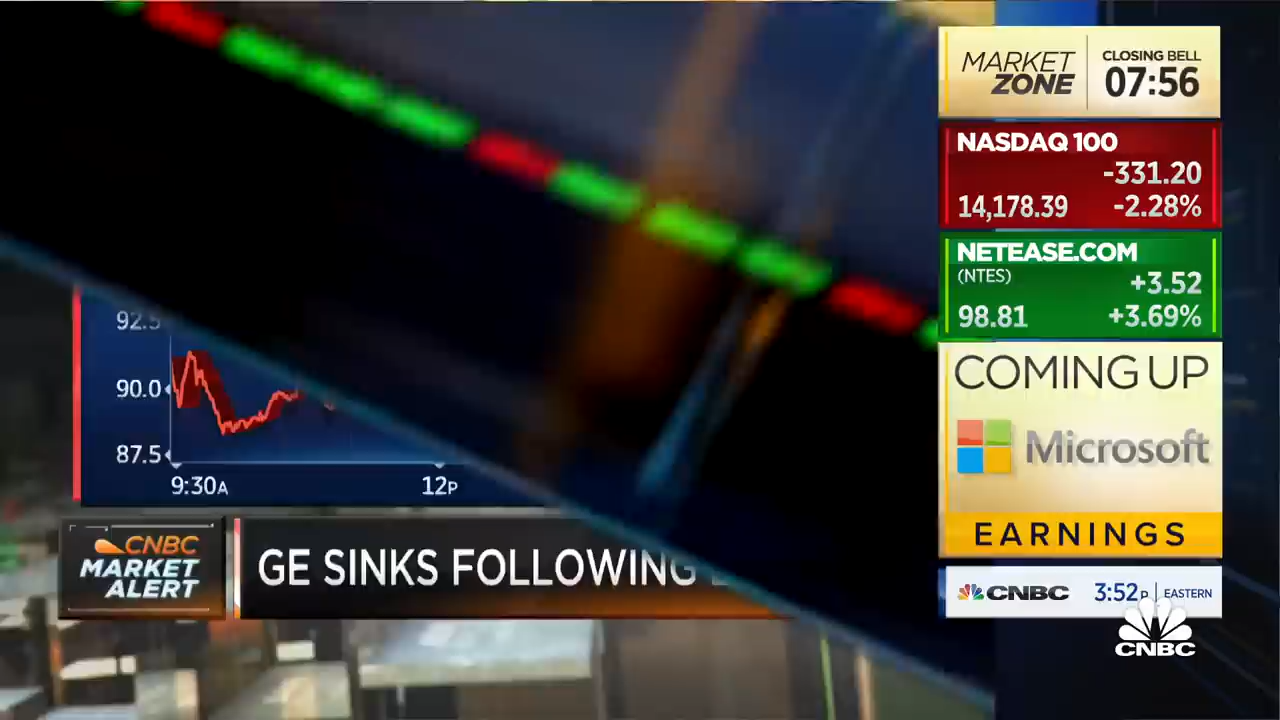 MARKET
ZONE
CLOSING BELL
07:56
NASDAQ 100
-331.20
14,178.39 -2.28%
NETEASE.COM
(NTES)
+3.52
98.81 +3.69%
COMING UP
Microsoft
EARNINGS
CNBC 3:52P EASTERN
CNBC
92.5
90.0
87.5
9:30A 12P
CNBC
MARKET
ALERT
GE SINKS FOLLOWING